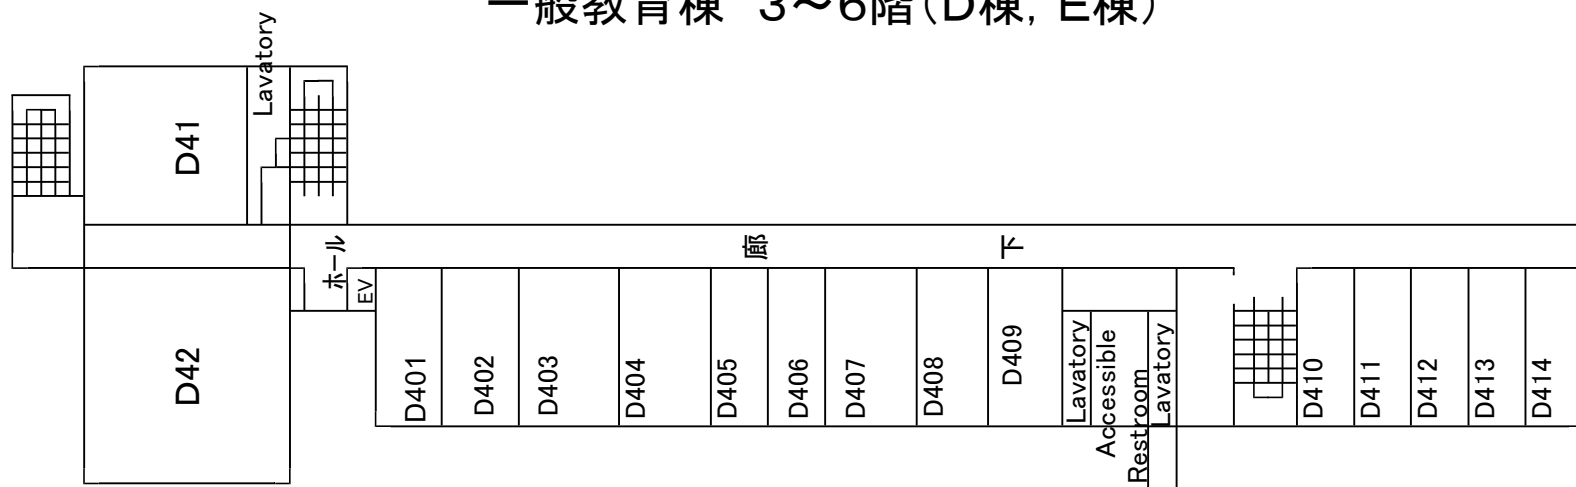 一般教育棟 3～6階(D棟, E棟)
Lavatory
D41
ホール
廊下
EV
D42
D401
D402
D403
D404
D405
D406
D407
D408
D409
Lavatory
Accessible
Restroom
Lavatory
D410
D411
D412
D413
D414